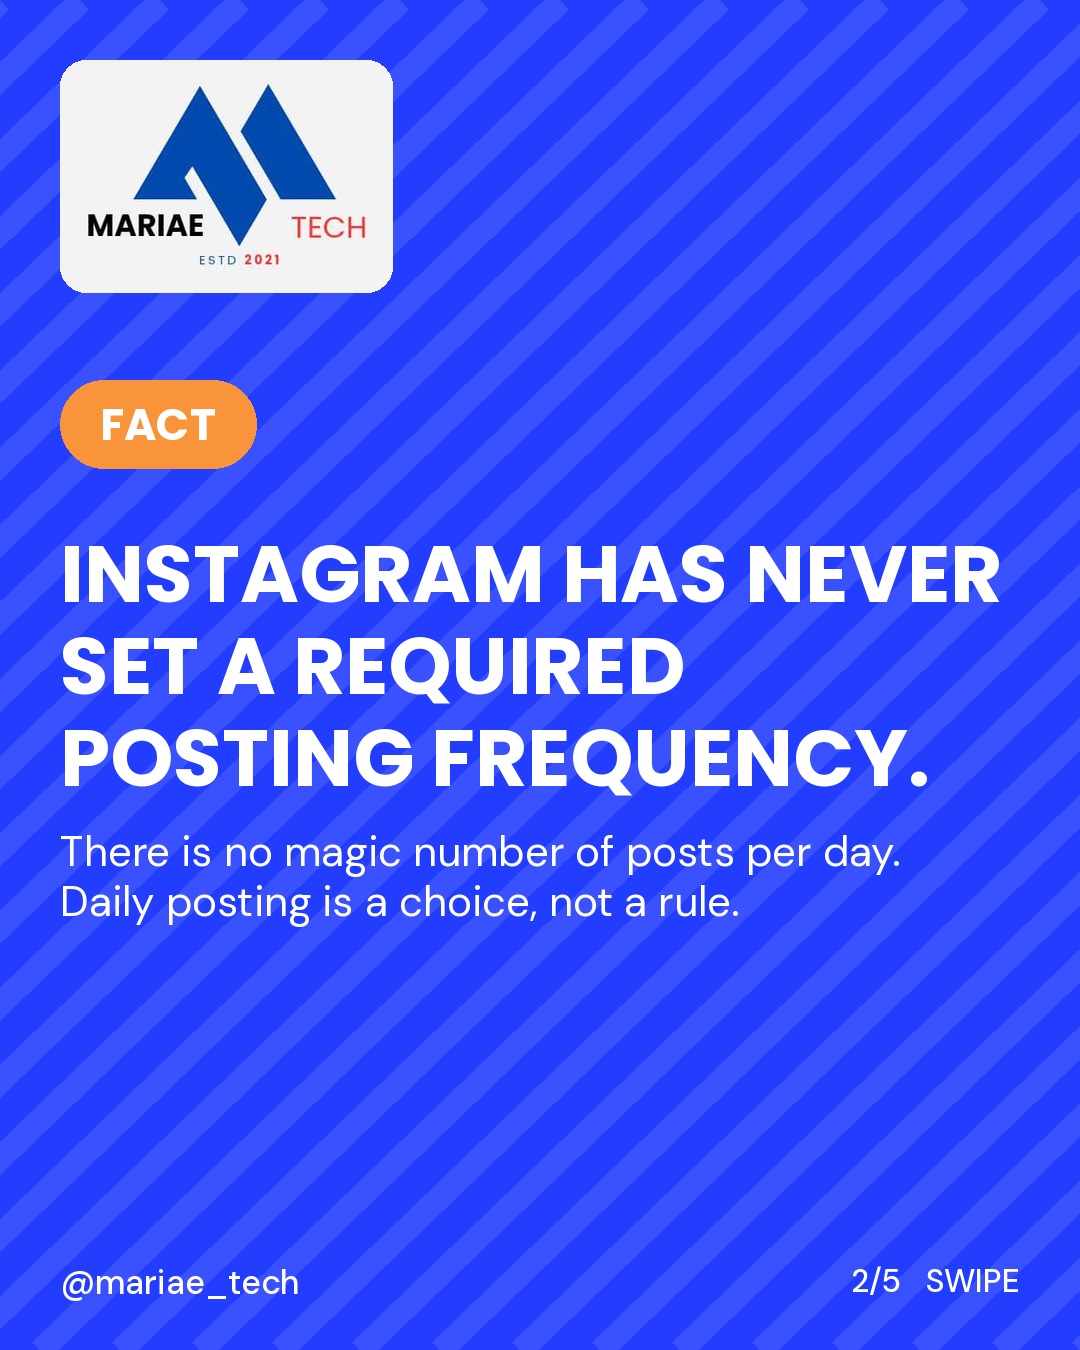 MARIAE TECH
ESTD 2021
FACT
INSTAGRAM HAS NEVER
SET A REQUIRED
POSTING FREQUENCY.
There is no magic number of posts per day.
Daily posting is a choice, not a rule.
@mariae_tech
2/5 SWIPE